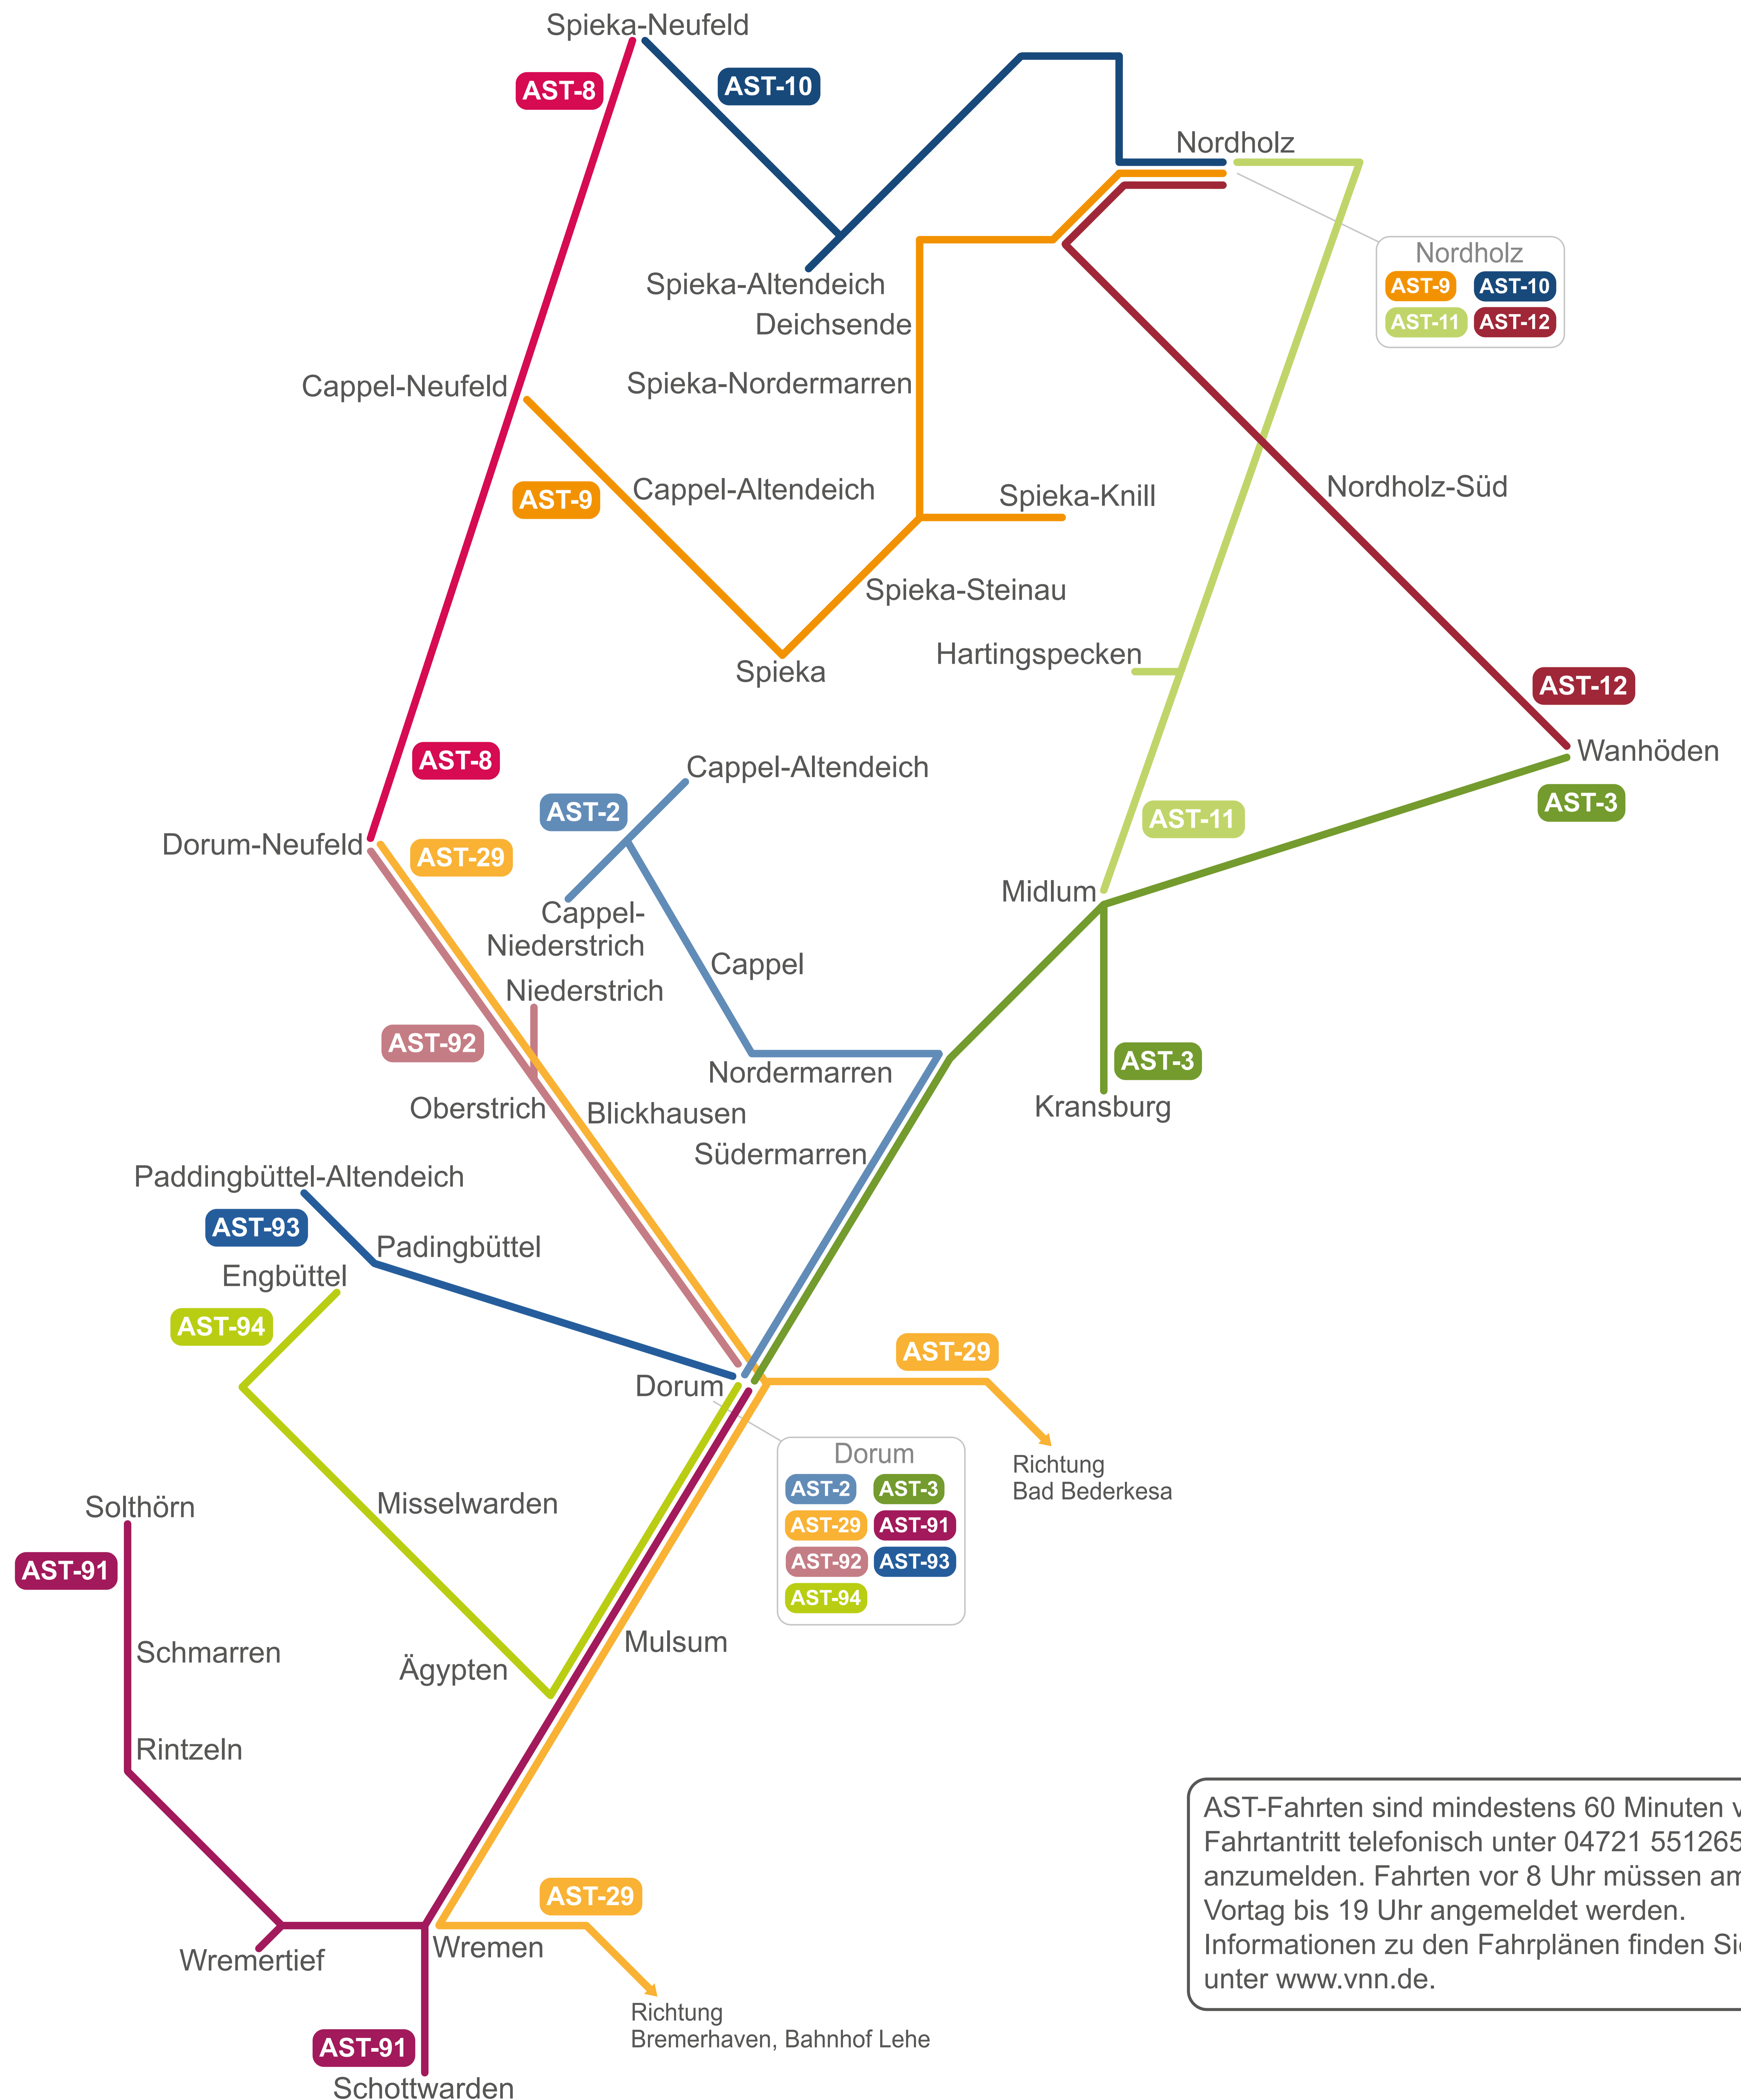 Spieka-Neufeld
AST-8
AST-10
Nordholz
Nordholz
AST-9
AST-10
AST-11
AST-12
Spieka-Altendeich
Deichsende
Spieka-Nordermarren
Cappel-Neufeld
AST-9
Cappel-Altendeich
Spieka-Knill
Nordholz-Süd
Spieka-Steinau
Spieka
Hartingspecken
AST-12
Wanhöden
AST-3
AST-8
Cappel-Altendeich
AST-2
AST-11
Dorum-Neufeld
AST-29
Midlum
Cappel-
Niederstrich
Cappel
Niederstrich
AST-92
Nordermarren
AST-3
Kransburg
Oberstrich
Blickhausen
Südermarren
Paddingbüttel-Altendeich
AST-93
Padingbüttel
Engbüttel
AST-94
AST-29
Dorum
Richtung
Bad Bederkesa
Dorum
AST-2
AST-3
AST-29
AST-91
AST-92
AST-93
AST-94
Misselwarden
Solthörn
AST-91
Schmarren
Ägypten
Mulsum
Rintzeln
AST-29
Wremertief
Wremen
Richtung
Bremerhaven, Bahnhof Lehe
AST-91
Schottwarden
AST-Fahrten sind mindestens 60 Minuten
Fahrtantritt telefonisch unter 04721 551265
anzumelden. Fahrten vor 8 Uhr müssen am
Vortag bis 19 Uhr angemeldet werden.
Informationen zu den Fahrplänen finden Sie
unter www.vnn.de.